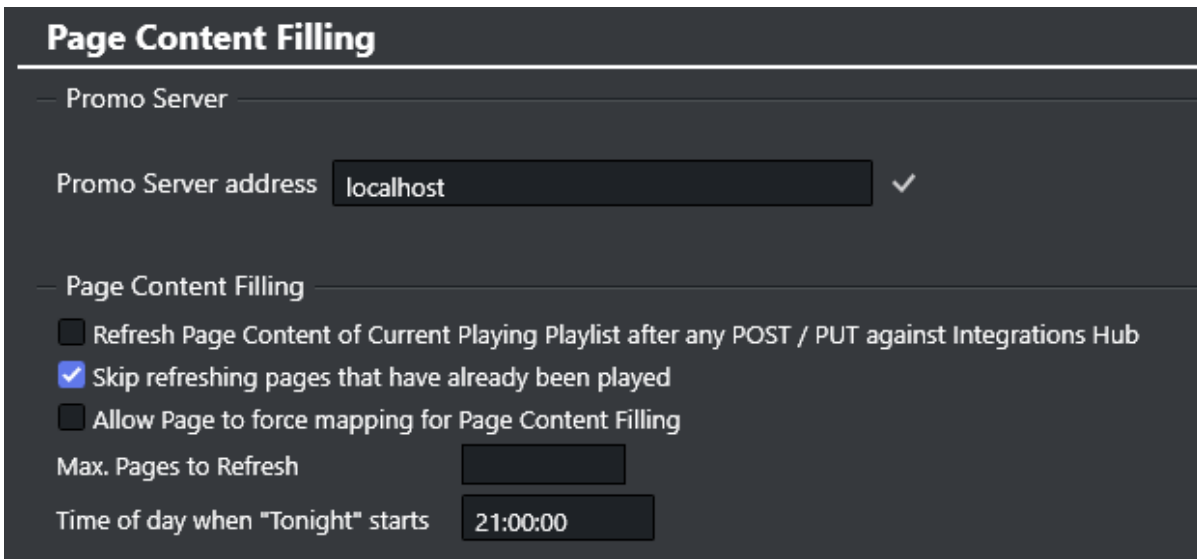 Page Content Filling
Promo Server
Promo Server address localhost
Page Content Filling
Refresh Page Content of Current Playing Playlist after any POST / PUT against Integrations Hub
Skip refreshing pages that have already been played
Allow Page to force mapping for Page Content Filling
Max. Pages to Refresh
Time of day when "Tonight" starts 21:00:00